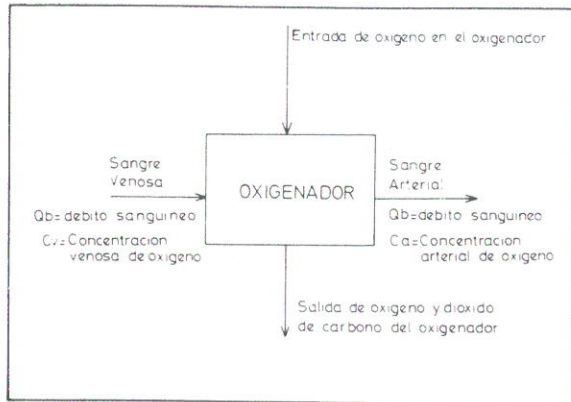 Entrada de oxigeno en el oxigenador
Sangre
Venosa
Qb=debito sanguineo
Cv=Concentracion
venosa de oxigeno
OXIGENADOR
Sangre
Arterial
Qb=debito sanguineo
Ca=Concentración
arterial de oxigeno
Salida de oxigeno y dioxido
de carbono del oxigenador